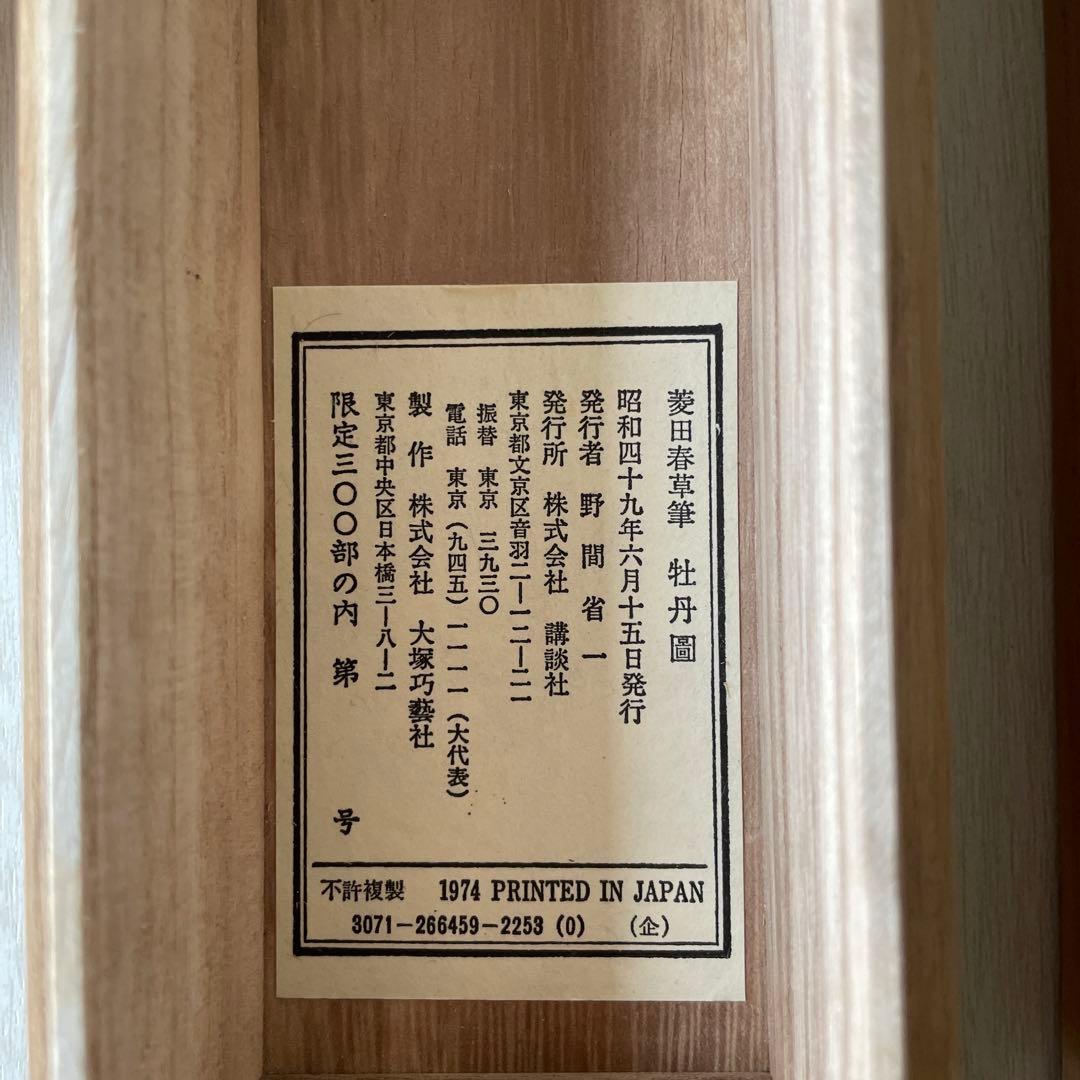 菱田春草筆　牡丹圖
昭和四十九年六月十五日発行
発行者　野間省一
発行所　株式会社　講談社
東京都文京区音羽二ー一二ー二一
振替　東京　三九三〇
電話　東京（九四五）一一一一（大代表）
製作　株式会社　大塚巧藝社
東京都中央区日本橋三ー八ー二
限定三〇〇部の内　第　号
不許複製　1974 PRINTED IN JAPAN
3071－266459－2253 (0)　（企）